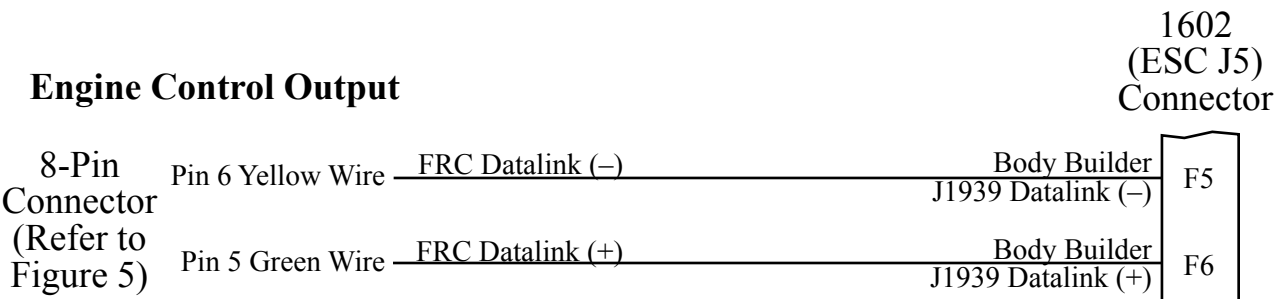 1602
(ESC J5)
Connector
Engine Control Output
8-Pin
Connector
(Refer to
Figure 5)
Pin 6 Yellow Wire
FRC Datalink (–)
Body Builder
J1939 Datalink (–)
F5
Pin 5 Green Wire
FRC Datalink (+)
Body Builder
J1939 Datalink (+)
F6